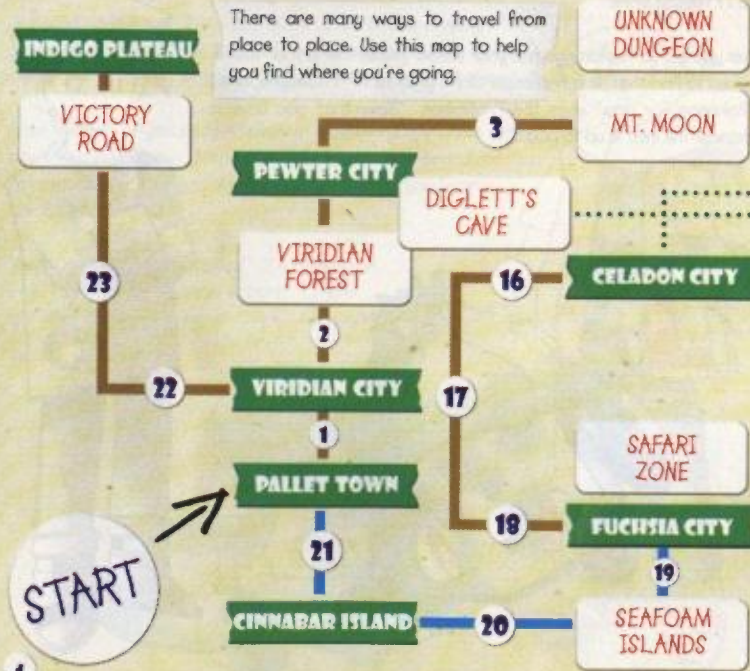 There are many ways to travel from
place to place. Use this map to help
you find where you're going.
UNKNOWN
DUNGEON
INDIGO PLATEAU
VICTORY
ROAD
3
MT. MOON
PEWTER CITY
DIGLETT'S
CAVE
VIRIDIAN
FOREST
23
16
CELADON CITY
2
22
VIRIDIAN CITY
17
1
PALLET TOWN
SAFARI
ZONE
18
FUCHSIA CITY
21
19
START
CINNABAR ISLAND
20
SEAFOAM
ISLANDS